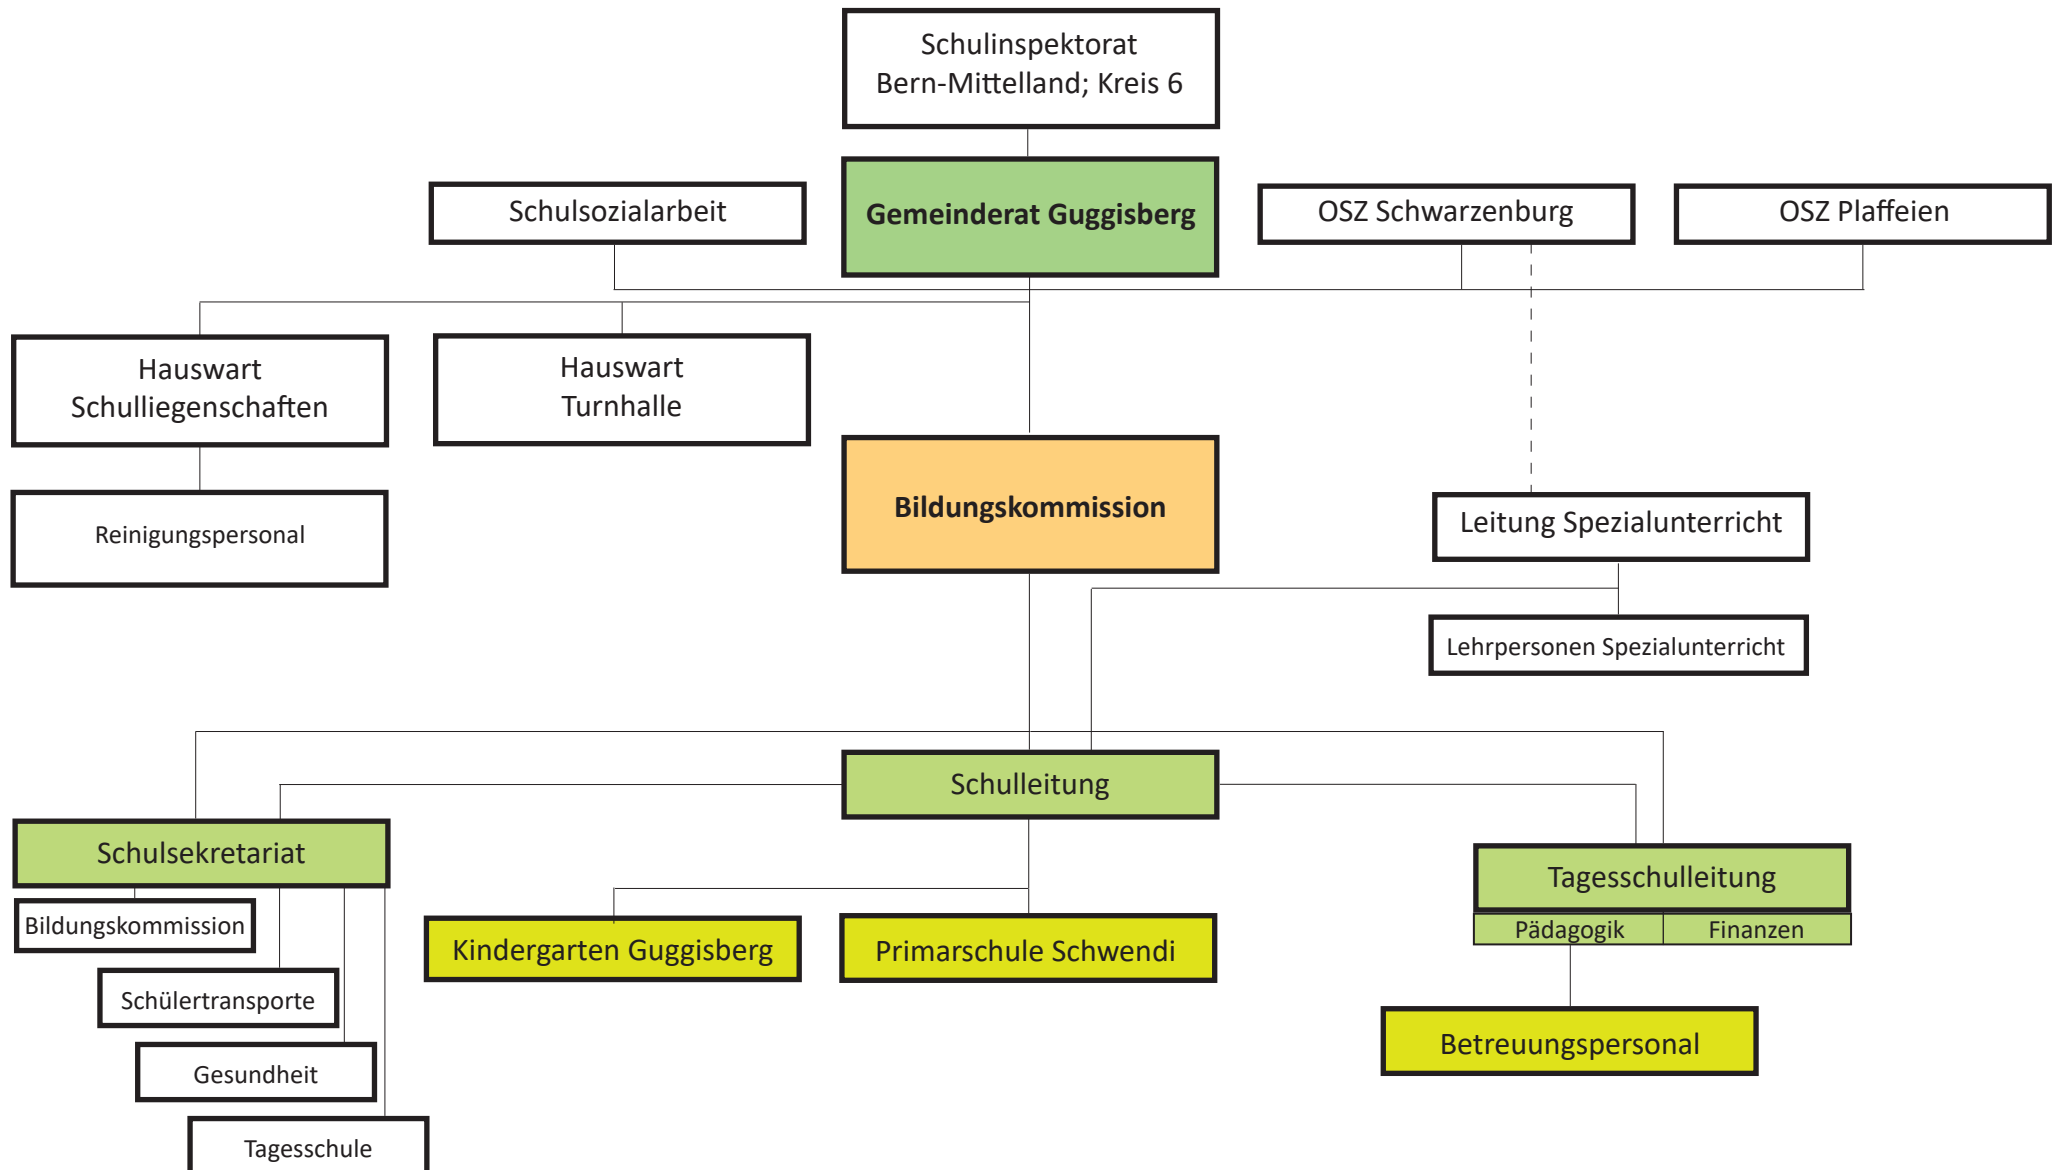 Schulinspektorat
Bern-Mittelland; Kreis 6
Schulsozialarbeit
Gemeinderat Guggisberg
OSZ Schwarzenburg
OSZ Plaffeien
Hauswart
Schulliegenschaften
Hauswart
Turnhalle
Bildungskommission
Reinigungspersonal
Leitung Spezialunterricht
Lehrpersonen Spezialunterricht
Schulleitung
Schulsekretariat
Tagesschulleitung
Pädagogik
Finanzen
Bildungskommission
Kindergarten Guggisberg
Primarschule Schwendi
Schülertransporte
Betreuungspersonal
Gesundheit
Tagesschule